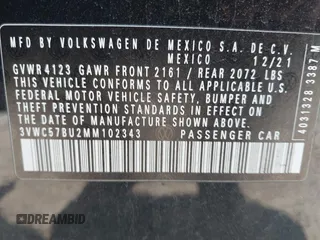 MFD BY VOLKSWAGEN DE MEXICO S.A. DE C.V.
MEXICO 12/21
GVWR4123 GAWR FRONT 2161 / REAR 2072 LBS
THIS VEHICLE CONFORMS TO ALL APPLICABLE
FEDERAL MOTOR VEHICLE SAFETY, BUMPER AND
THEFT PREVENTION STANDARDS IN EFFECT ON
THE DATE OF MANUFACTURE SHOWN ABOVE.
3VWC57BU2MM102343 PASSENGER CAR
4031328 3387 M
DREAMBID